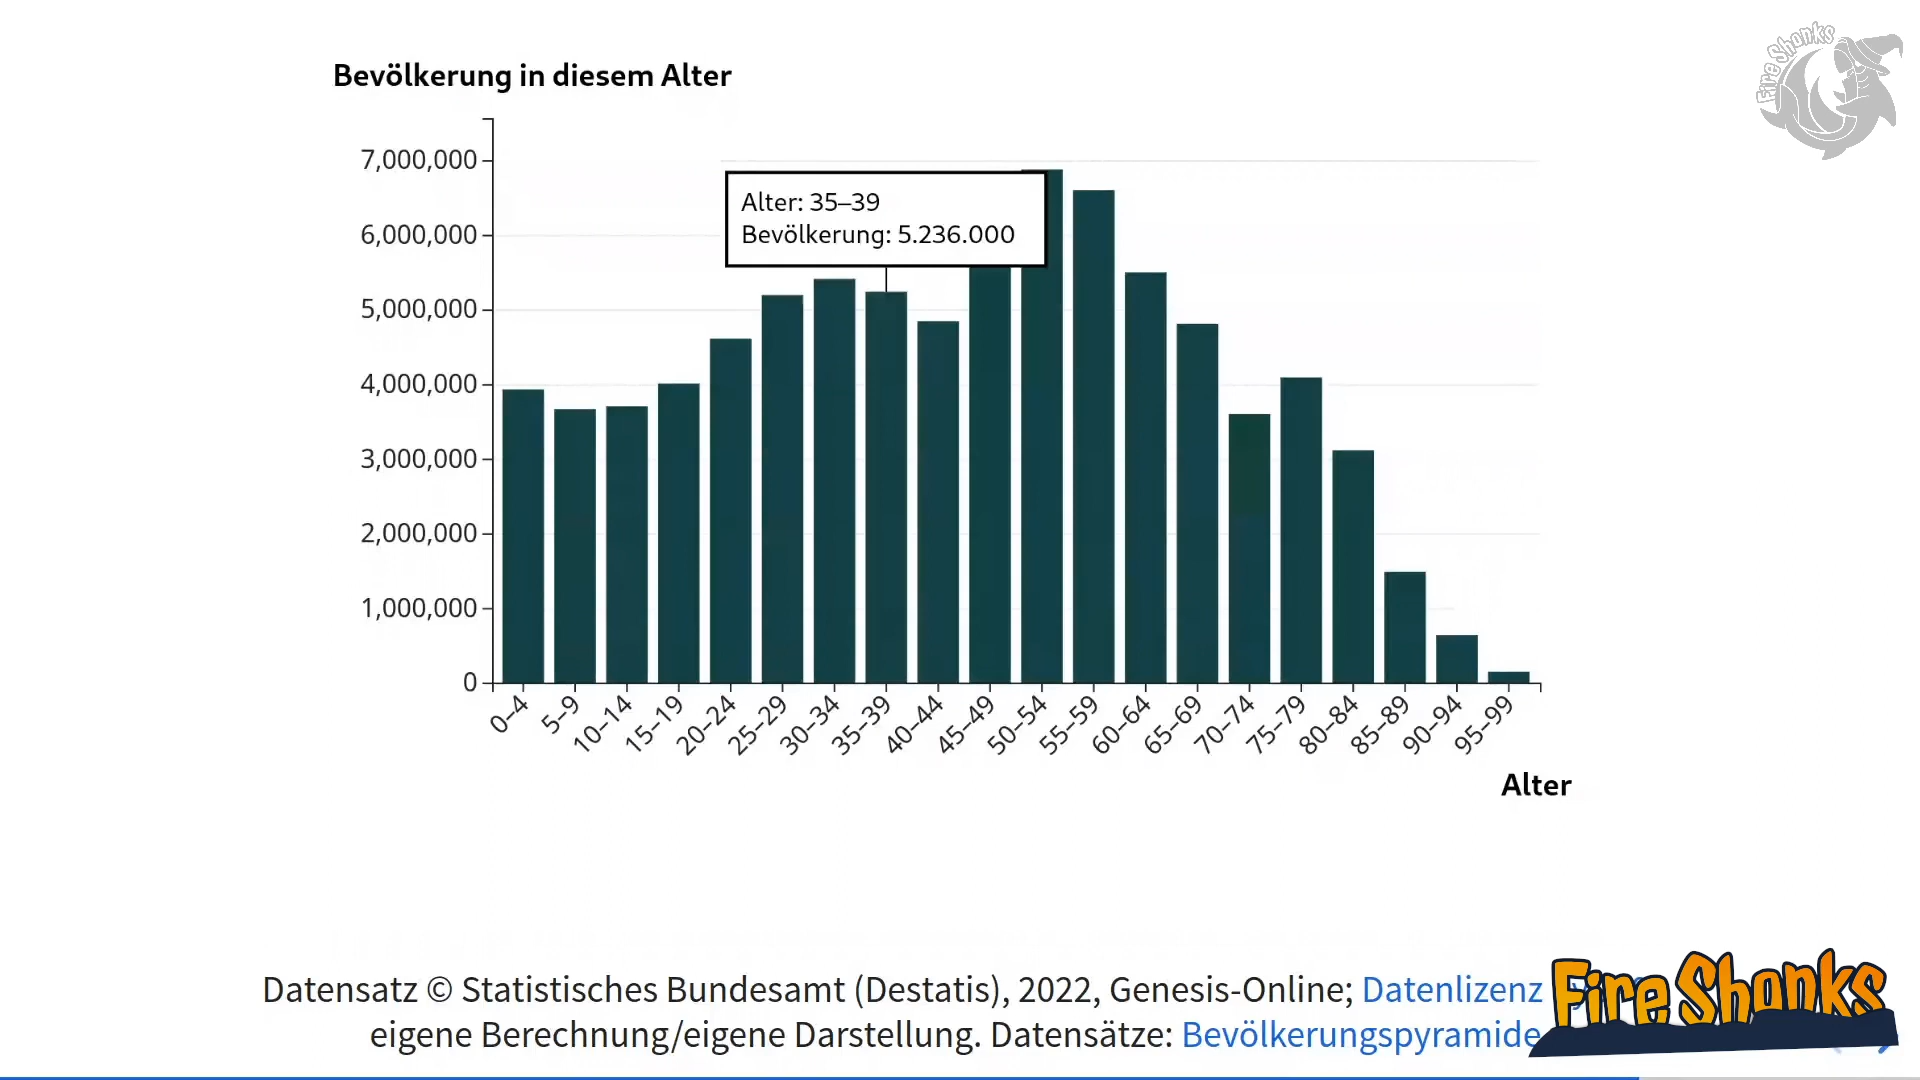 Fire Shonks
Bevölkerung in diesem Alter
7,000,000
Alter: 35–39
Bevölkerung: 5.236.000
6,000,000
5,000,000
4,000,000
3,000,000
2,000,000
1,000,000
0
0–4 5–9 10–14 15–19 20–24 25–29 30–34 35–39 40–44 45–49 50–54 55–59 60–64 65–69 70–74 75–79 80–84 85–89 90–94 95–99
Alter
Datensatz © Statistisches Bundesamt (Destatis), 2022, Genesis-Online; Datenlizenz
eigene Berechnung/eigene Darstellung. Datensätze: Bevölkerungspyramide
Fire Shonks